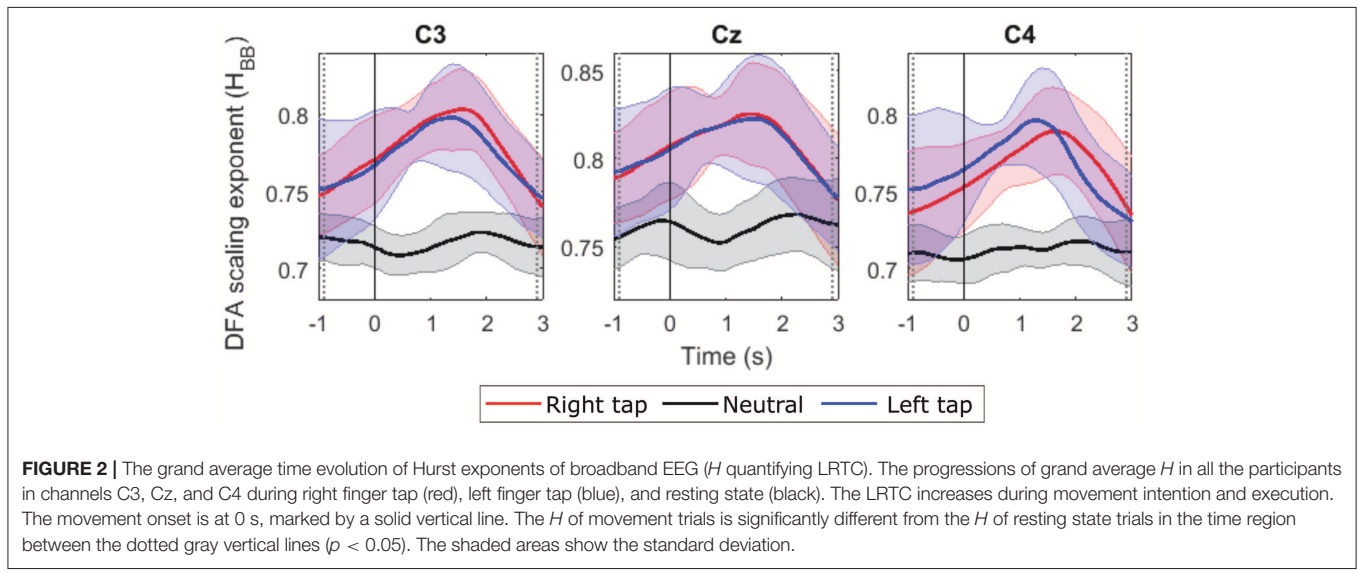 C3 Cz C4
DFA scaling exponent (H_BB)
0.8
0.75
0.7
0.85
0.8
0.75
0.8
0.75
0.7
-1 0 1 2 3 -1 0 1 2 3 -1 0 1 2 3
Time (s)
Right tap Neutral Left tap
FIGURE 2 | The grand average time evolution of Hurst exponents of broadband EEG (H quantifying LRTC). The progressions of grand average H in all the participants
in channels C3, Cz, and C4 during right finger tap (red), left finger tap (blue), and resting state (black). The LRTC increases during movement intention and execution.
The movement onset is at 0 s, marked by a solid vertical line. The H of movement trials is significantly different from the H of resting state trials in the time region
between the dotted gray vertical lines (p < 0.05). The shaded areas show the standard deviation.